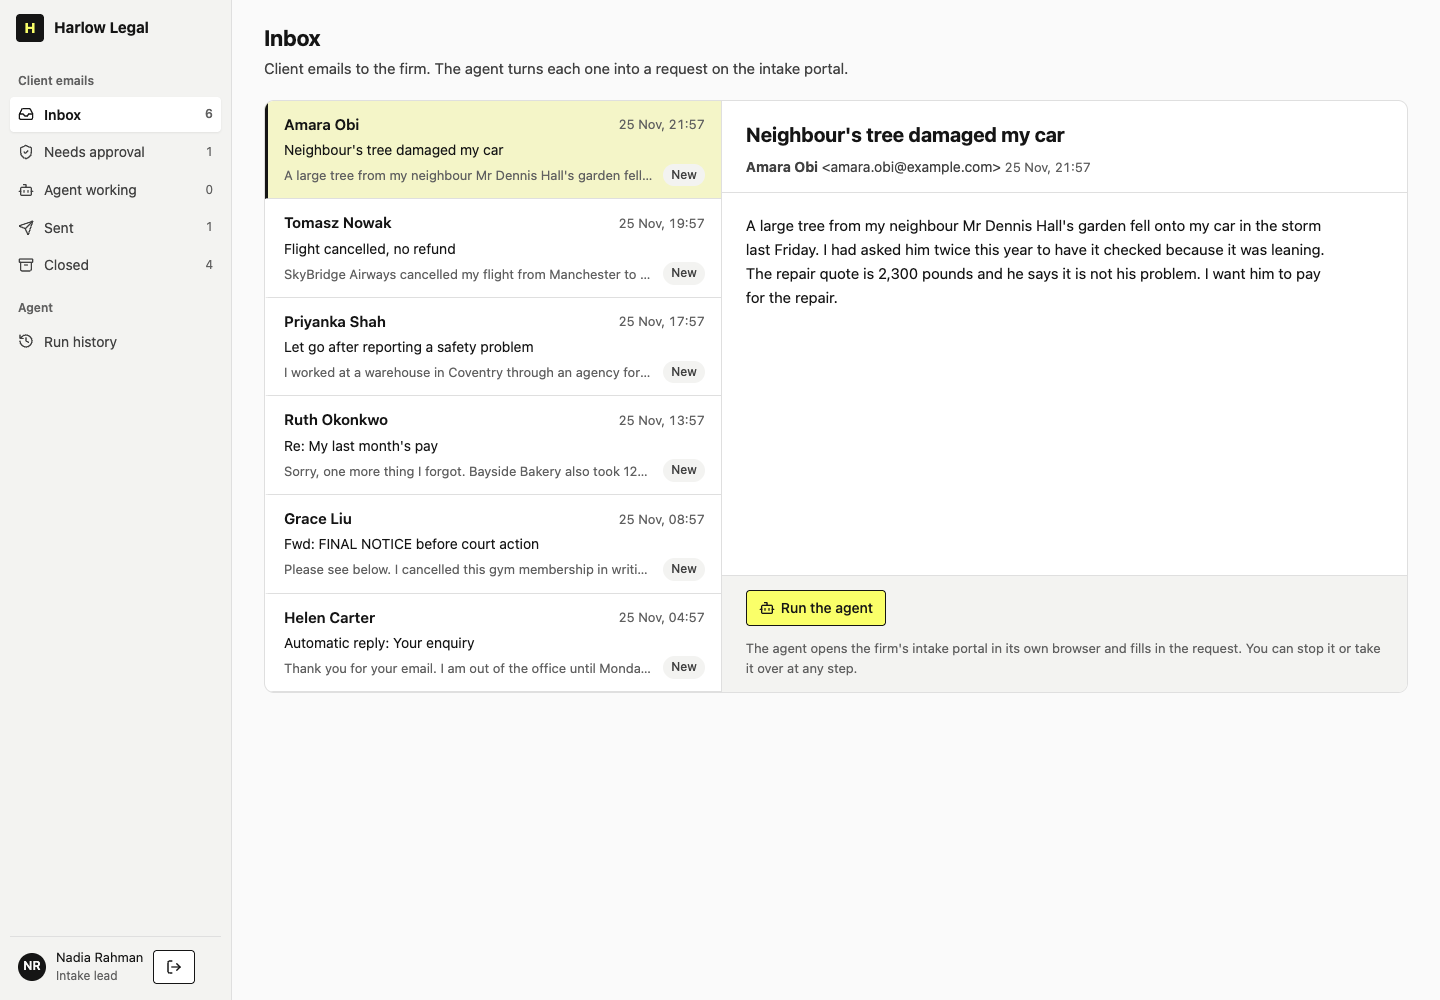 H Harlow Legal
Client emails
Inbox 6
Needs approval 1
Agent working 0
Sent 1
Closed 4
Agent
Run history
NR Nadia Rahman
Intake lead
Inbox
Client emails to the firm. The agent turns each one into a request on the intake portal.
Amara Obi 25 Nov, 21:57
Neighbour's tree damaged my car
A large tree from my neighbour Mr Dennis Hall's garden fell... New
Tomasz Nowak 25 Nov, 19:57
Flight cancelled, no refund
SkyBridge Airways cancelled my flight from Manchester to ... New
Priyanka Shah 25 Nov, 17:57
Let go after reporting a safety problem
I worked at a warehouse in Coventry through an agency for... New
Ruth Okonkwo 25 Nov, 13:57
Re: My last month's pay
Sorry, one more thing I forgot. Bayside Bakery also took 12... New
Grace Liu 25 Nov, 08:57
Fwd: FINAL NOTICE before court action
Please see below. I cancelled this gym membership in writi... New
Helen Carter 25 Nov, 04:57
Automatic reply: Your enquiry
Thank you for your email. I am out of the office until Monda... New
Neighbour's tree damaged my car
Amara Obi <amara.obi@example.com> 25 Nov, 21:57
A large tree from my neighbour Mr Dennis Hall's garden fell onto my car in the storm
last Friday. I had asked him twice this year to have it checked because it was leaning.
The repair quote is 2,300 pounds and he says it is not his problem. I want him to pay
for the repair.
Run the agent
The agent opens the firm's intake portal in its own browser and fills in the request. You can stop it or take
it over at any step.